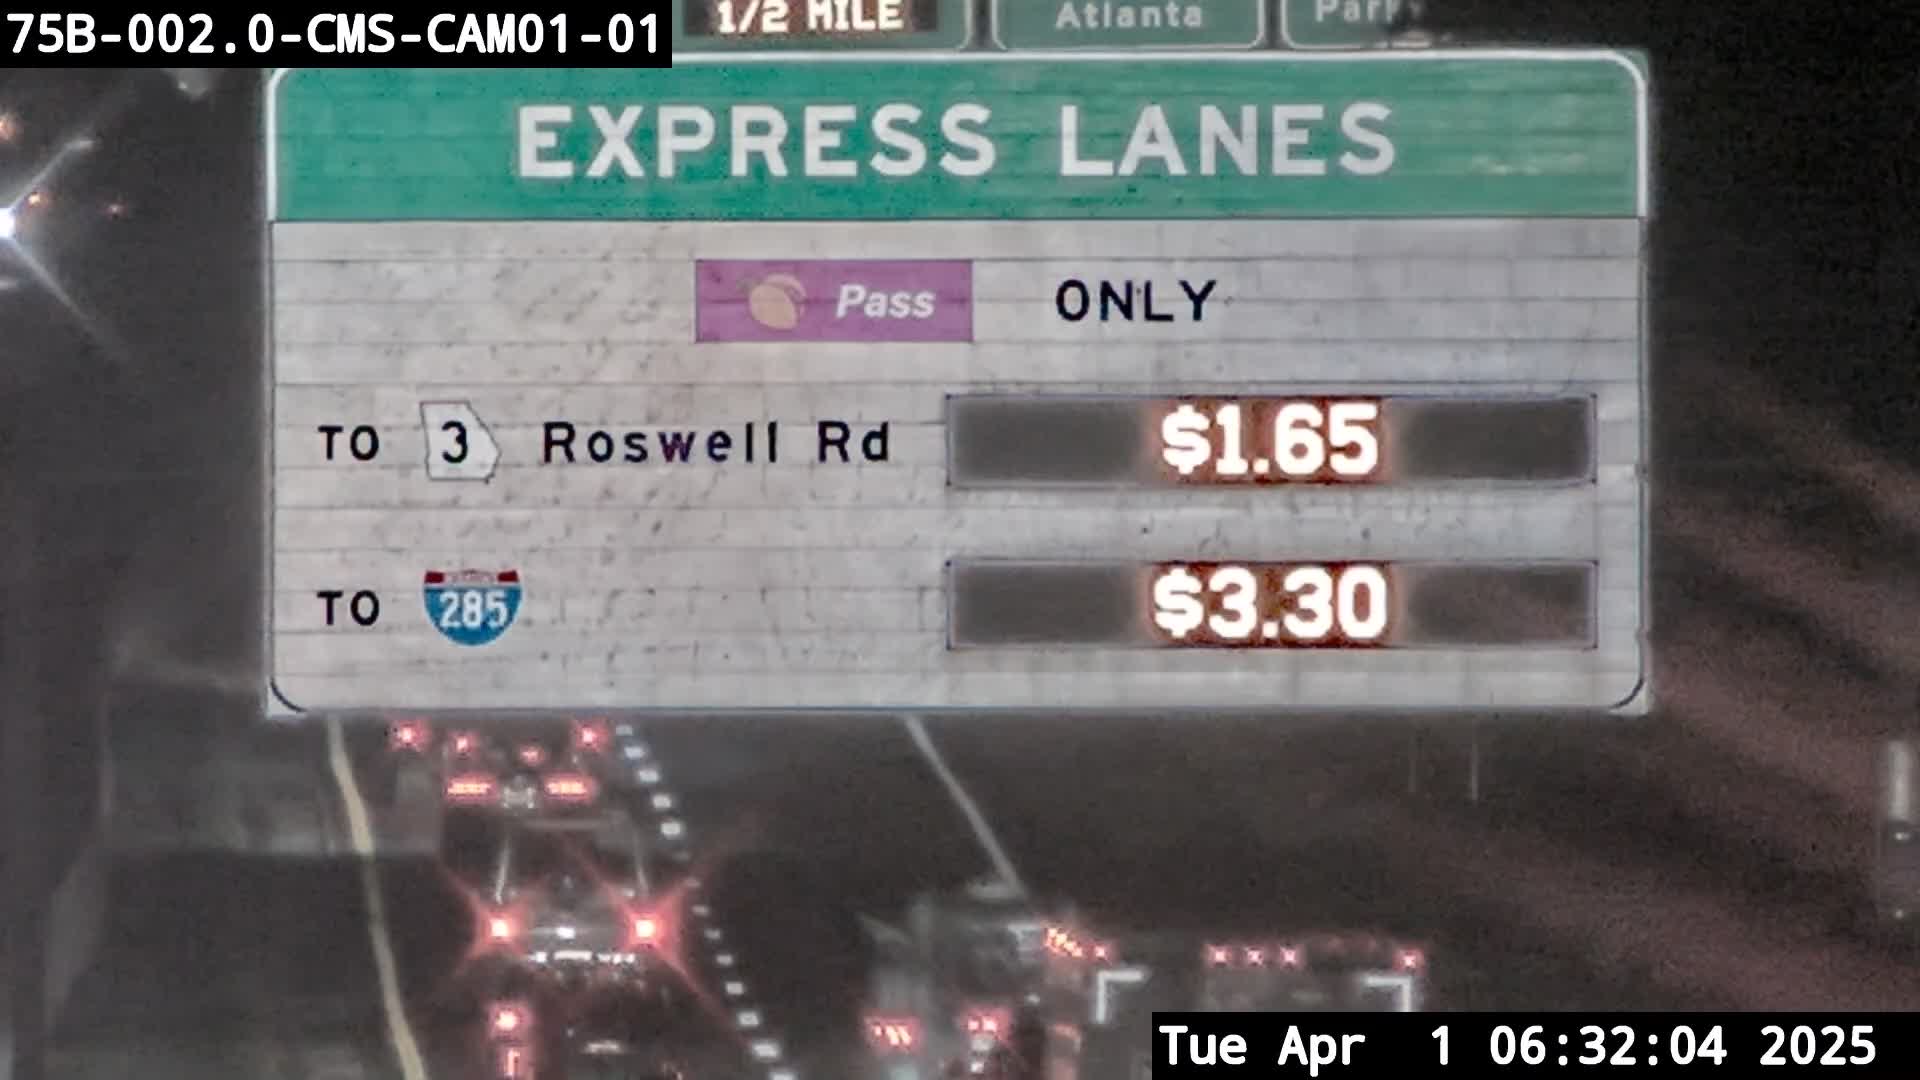 75B-002.0-CMS-CAM01-01
1/2 MILE
Atlanta
EXPRESS LANES
Pass ONLY
TO 3 Roswell Rd $1.65
TO 285 $3.30
Tue Apr 1 06:32:04 2025